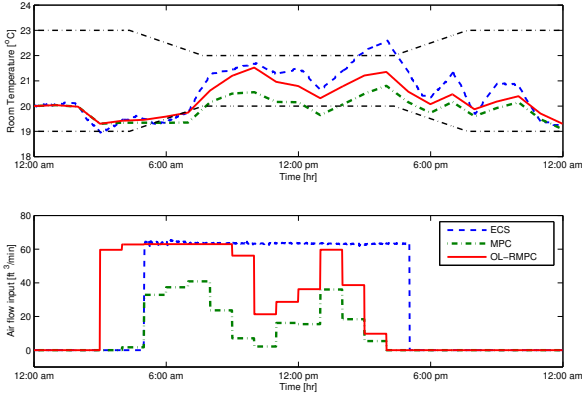 24
23
22
21
20
19
18
Room Temperature [°C]
12:00 am
6:00 am
12:00 pm
6:00 pm
12:00 am
Time [hr]
80
60
40
20
0
Air flow input [ft ³/min]
ECS
MPC
OL-RMPC
12:00 am
6:00 am
12:00 pm
6:00 pm
12:00 am
Time [hr]